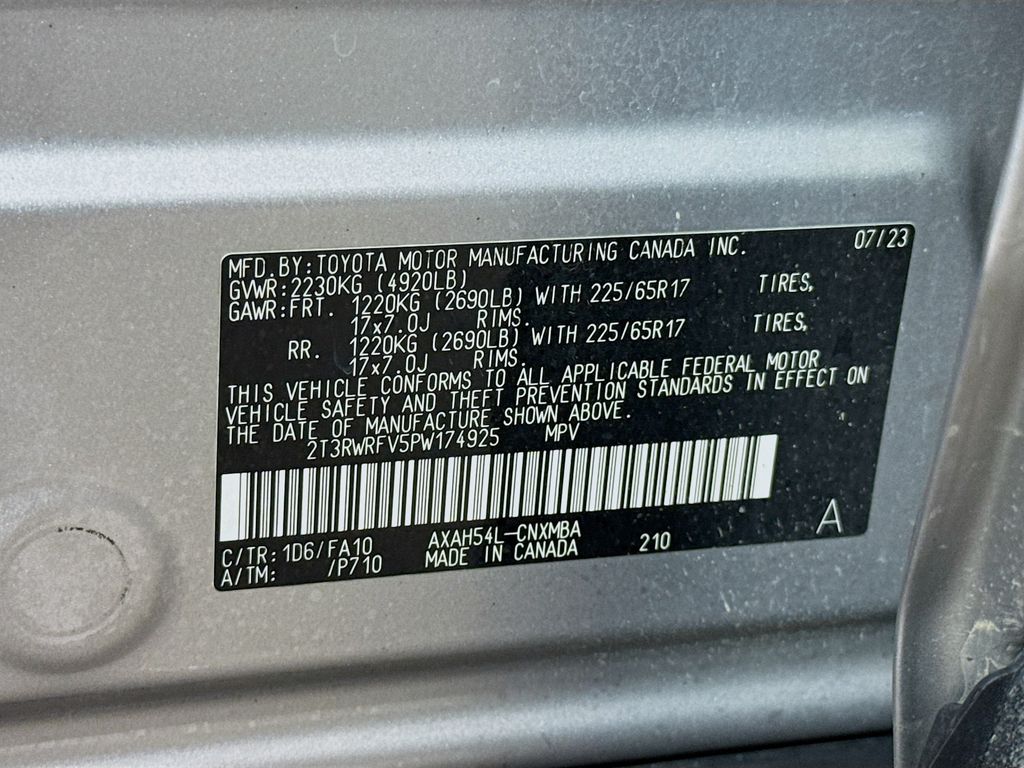 07/23
MFD.BY:TOYOTA MOTOR MANUFACTURING CANADA INC.
GVWR:2230KG (4920LB)
GAWR:FRT. 1220KG (2690LB) WITH 225/65R17 TIRES,
17x7.0J RIMS.
RR. 1220KG (2690LB) WITH 225/65R17 TIRES,
17x7.0J RIMS.
THIS VEHICLE CONFORMS TO ALL APPLICABLE FEDERAL MOTOR
VEHICLE SAFETY AND THEFT PREVENTION STANDARDS IN EFFECT ON
THE DATE OF MANUFACTURE SHOWN ABOVE.
2T3RWRFV5PW174925 MPV
C/TR:1D6/FA10 AXAH54L-CNXMBA 210 A
A/TM: /P710 MADE IN CANADA